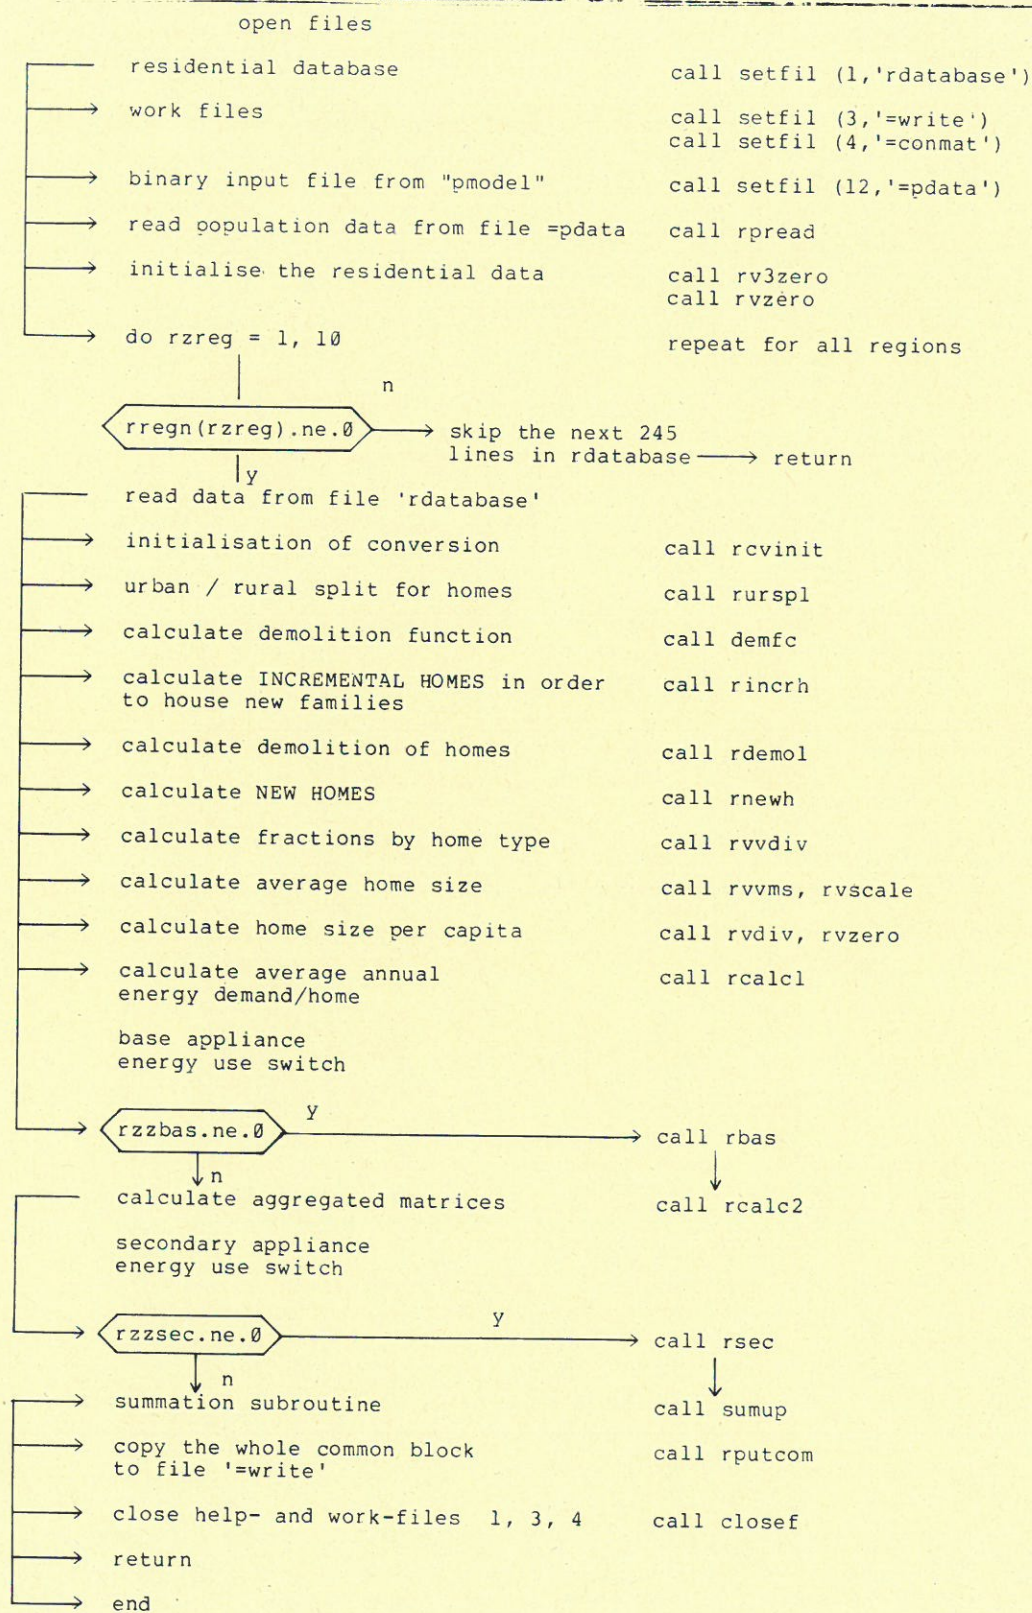 open files
residential database call setfil (1,'rdatabase')
work files call setfil (3,'=write')
call setfil (4,'=conmat')
binary input file from "pmodel" call setfil (12,'=pdata')
read population data from file =pdata call rpread
initialise the residential data call rv3zero
call rvzero
do rzreg = 1, 10 repeat for all regions
n
rregn(rzreg).ne.0 skip the next 245
lines in rdatabase return
y
read data from file 'rdatabase'
initialisation of conversion call rcvinit
urban / rural split for homes call rurspl
calculate demolition function call demfc
calculate INCREMENTAL HOMES in order call rincrh
to house new families
calculate demolition of homes call rdemol
calculate NEW HOMES call rnewh
calculate fractions by home type call rvvdiv
calculate average home size call rvvms, rvscale
calculate home size per capita call rvdiv, rvzero
calculate average annual call rcalc1
energy demand/home
base appliance
energy use switch
y
rzzbas.ne.0 call rbas
n
calculate aggregated matrices call rcalc2
secondary appliance
energy use switch
y
rzzsec.ne.0 call rsec
n
summation subroutine call sumup
copy the whole common block call rputcom
to file '=write'
close help- and work-files 1, 3, 4 call closef
return
end